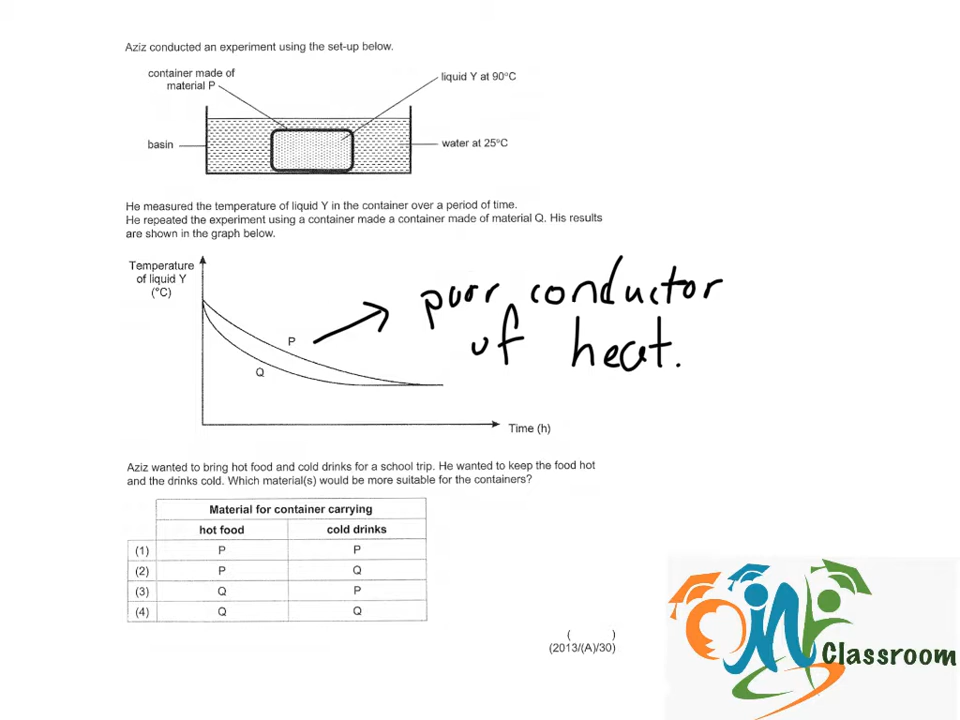 Aziz conducted an experiment using the set-up below.
container made of
material P
liquid Y at 90°C
basin
water at 25°C
He measured the temperature of liquid Y in the container over a period of time.
He repeated the experiment using a container made a container made of material Q. His results
are shown in the graph below.
Temperature
of liquid Y
(°C)
P
Q
Time (h)
poor conductor
of heat.
Aziz wanted to bring hot food and cold drinks for a school trip. He wanted to keep the food hot
and the drinks cold. Which material(s) would be more suitable for the containers?
Material for container carrying
hot food cold drinks
(1) P P
(2) P Q
(3) Q P
(4) Q Q
( )
(2013/(A)/30)
OINK
Classroom